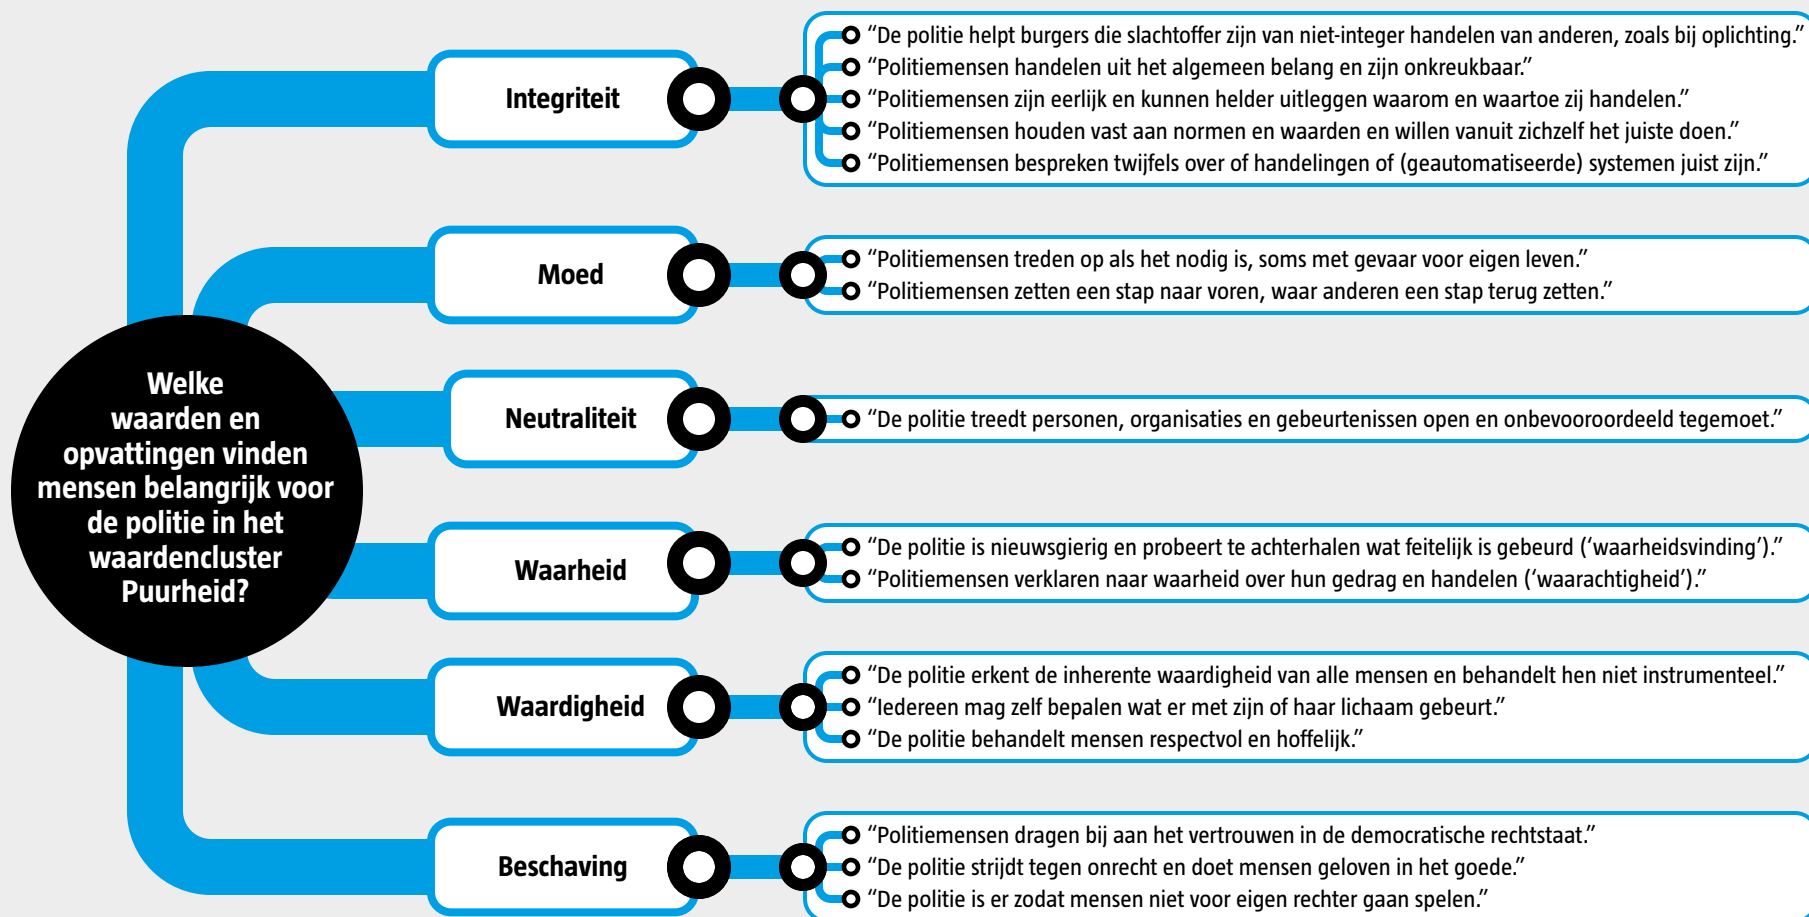 Welke
waarden en
opvattingen vinden
mensen belangrijk voor
de politie in het
waardencluster
Puurheid?
Integriteit
“De politie helpt burgers die slachtoffer zijn van niet-integer handelen van anderen, zoals bij oplichting.”
“Politiemensen handelen uit het algemeen belang en zijn onkreukbaar.”
“Politiemensen zijn eerlijk en kunnen helder uitleggen waarom en waartoe zij handelen.”
“Politiemensen houden vast aan normen en waarden en willen vanuit zichzelf het juiste doen.”
“Politiemensen bespreken twijfels over of handelingen of (geautomatiseerde) systemen juist zijn.”
Moed
“Politiemensen treden op als het nodig is, soms met gevaar voor eigen leven.”
“Politiemensen zetten een stap naar voren, waar anderen een stap terug zetten.”
Neutraliteit
“De politie treedt personen, organisaties en gebeurtenissen open en onbevooroordeeld tegemoet.”
Waarheid
“De politie is nieuwsgierig en probeert te achterhalen wat feitelijk is gebeurd (‘waarheidsvinding’).”
“Politiemensen verklaren naar waarheid over hun gedrag en handelen (‘waarachtigheid’).”
Waardigheid
“De politie erkent de inherente waardigheid van alle mensen en behandelt hen niet instrumenteel.”
“Iedereen mag zelf bepalen wat er met zijn of haar lichaam gebeurt.”
“De politie behandelt mensen respectvol en hoffelijk.”
Beschaving
“Politiemensen dragen bij aan het vertrouwen in de democratische rechtstaat.”
“De politie strijdt tegen onrecht en doet mensen geloven in het goede.”
“De politie is er zodat mensen niet voor eigen rechter gaan spelen.”